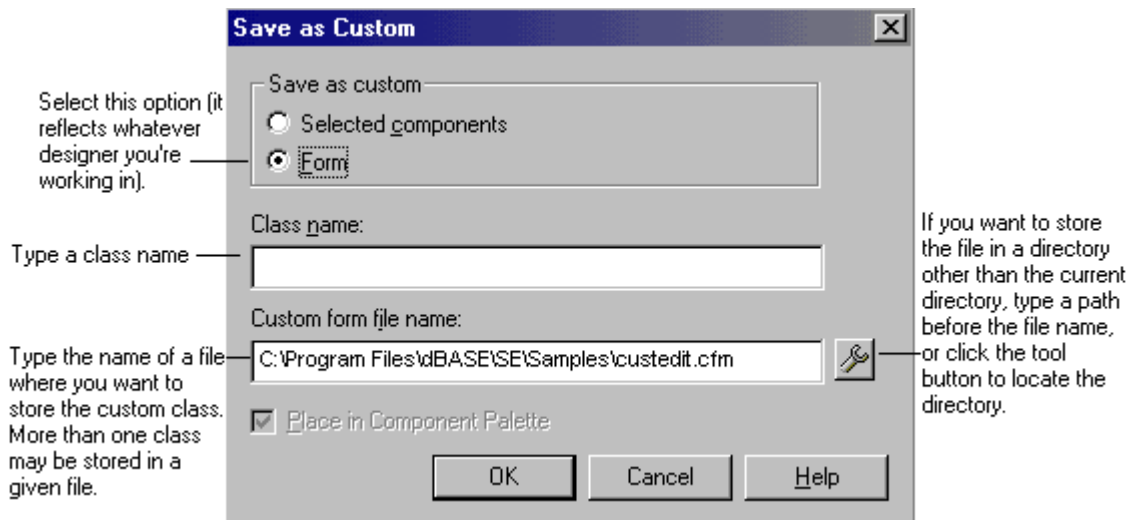 Save as Custom
Save as custom
Selected components
Form
Select this option (it
reflects whatever
designer you're
working in).
Class name:
Type a class name
Custom form file name:
C:\Program Files\dBASE\SE\Samples\custedit.cfm
Type the name of a file
where you want to
store the custom class.
More than one class
may be stored in a
given file.
If you want to store
the file in a directory
other than the current
directory, type a path
before the file name,
or click the tool
button to locate the
directory.
Place in Component Palette
OK
Cancel
Help